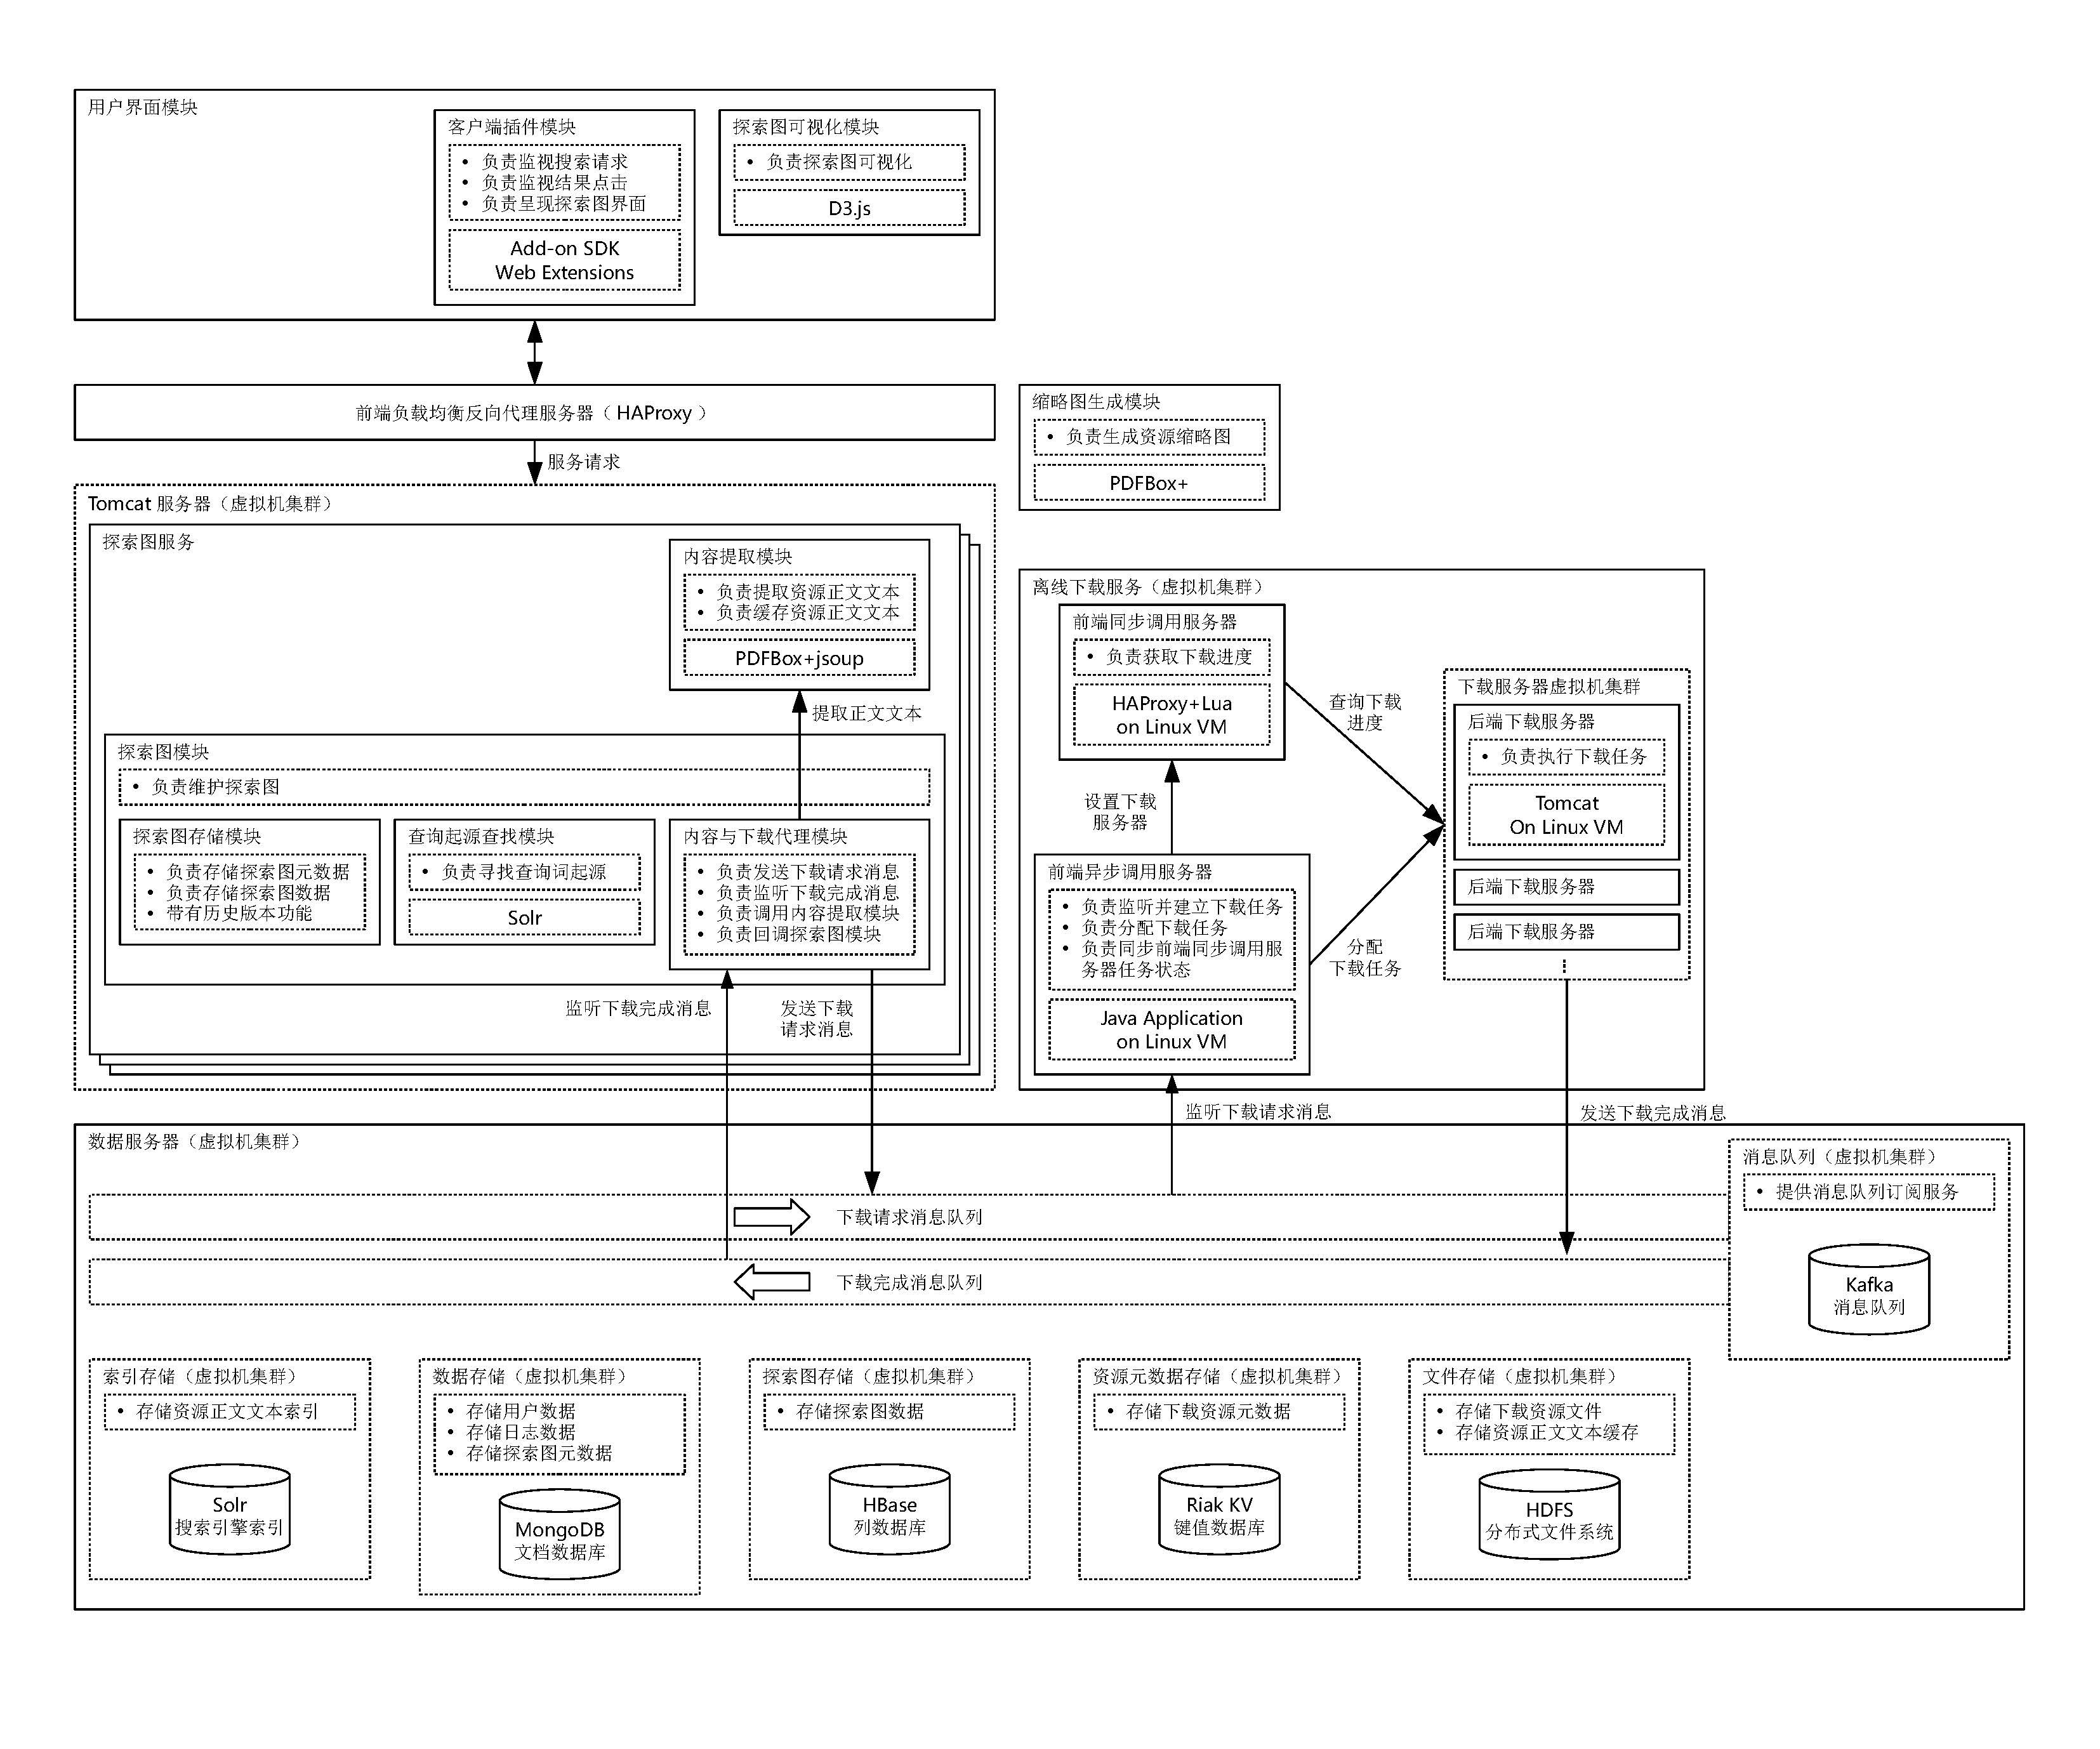 用户界面模块
客户端插件模块
• 负责监视搜索请求
• 负责监视结果点击
• 负责呈现探索图界面
Add-on SDK
Web Extensions
探索图可视化模块
• 负责探索图可视化
D3.js
前端负载均衡反向代理服务器（HAProxy）
服务请求
缩略图生成模块
• 负责生成资源缩略图
PDFBox+
Tomcat 服务器（虚拟机集群）
探索图服务
内容提取模块
• 负责提取资源正文文本
• 负责缓存资源正文文本
PDFBox+jsoup
提取正文文本
探索图模块
• 负责维护探索图
探索图存储模块
• 负责存储探索图元数据
• 负责存储探索图数据
• 带有历史版本功能
查询起源查找模块
• 负责寻找查询词起源
Solr
内容与下载代理模块
• 负责发送下载请求消息
• 负责监听下载完成消息
• 负责调用内容提取模块
• 负责回调探索图模块
监听下载完成消息
发送下载
请求消息
离线下载服务（虚拟机集群）
前端同步调用服务器
• 负责获取下载进度
HAProxy+Lua
on Linux VM
查询下载
进度
设置下载
服务器
前端异步调用服务器
• 负责监听并建立下载任务
• 负责分配下载任务
• 负责同步前端同步调用服
务器任务状态
Java Application
on Linux VM
分配
下载任务
下载服务器虚拟机集群
后端下载服务器
• 负责执行下载任务
Tomcat
On Linux VM
后端下载服务器
后端下载服务器
⋮
监听下载请求消息
发送下载完成消息
数据服务器（虚拟机集群）
下载请求消息队列
下载完成消息队列
消息队列（虚拟机集群）
• 提供消息队列订阅服务
Kafka
消息队列
索引存储（虚拟机集群）
• 存储资源正文文本索引
Solr
搜索引擎索引
数据存储（虚拟机集群）
• 存储用户数据
• 存储日志数据
• 存储探索图元数据
MongoDB
文档数据库
探索图存储（虚拟机集群）
• 存储探索图数据
HBase
列数据库
资源元数据存储（虚拟机集群）
• 存储下载资源元数据
Riak KV
键值数据库
文件存储（虚拟机集群）
• 存储下载资源文件
• 存储资源正文文本缓存
HDFS
分布式文件系统